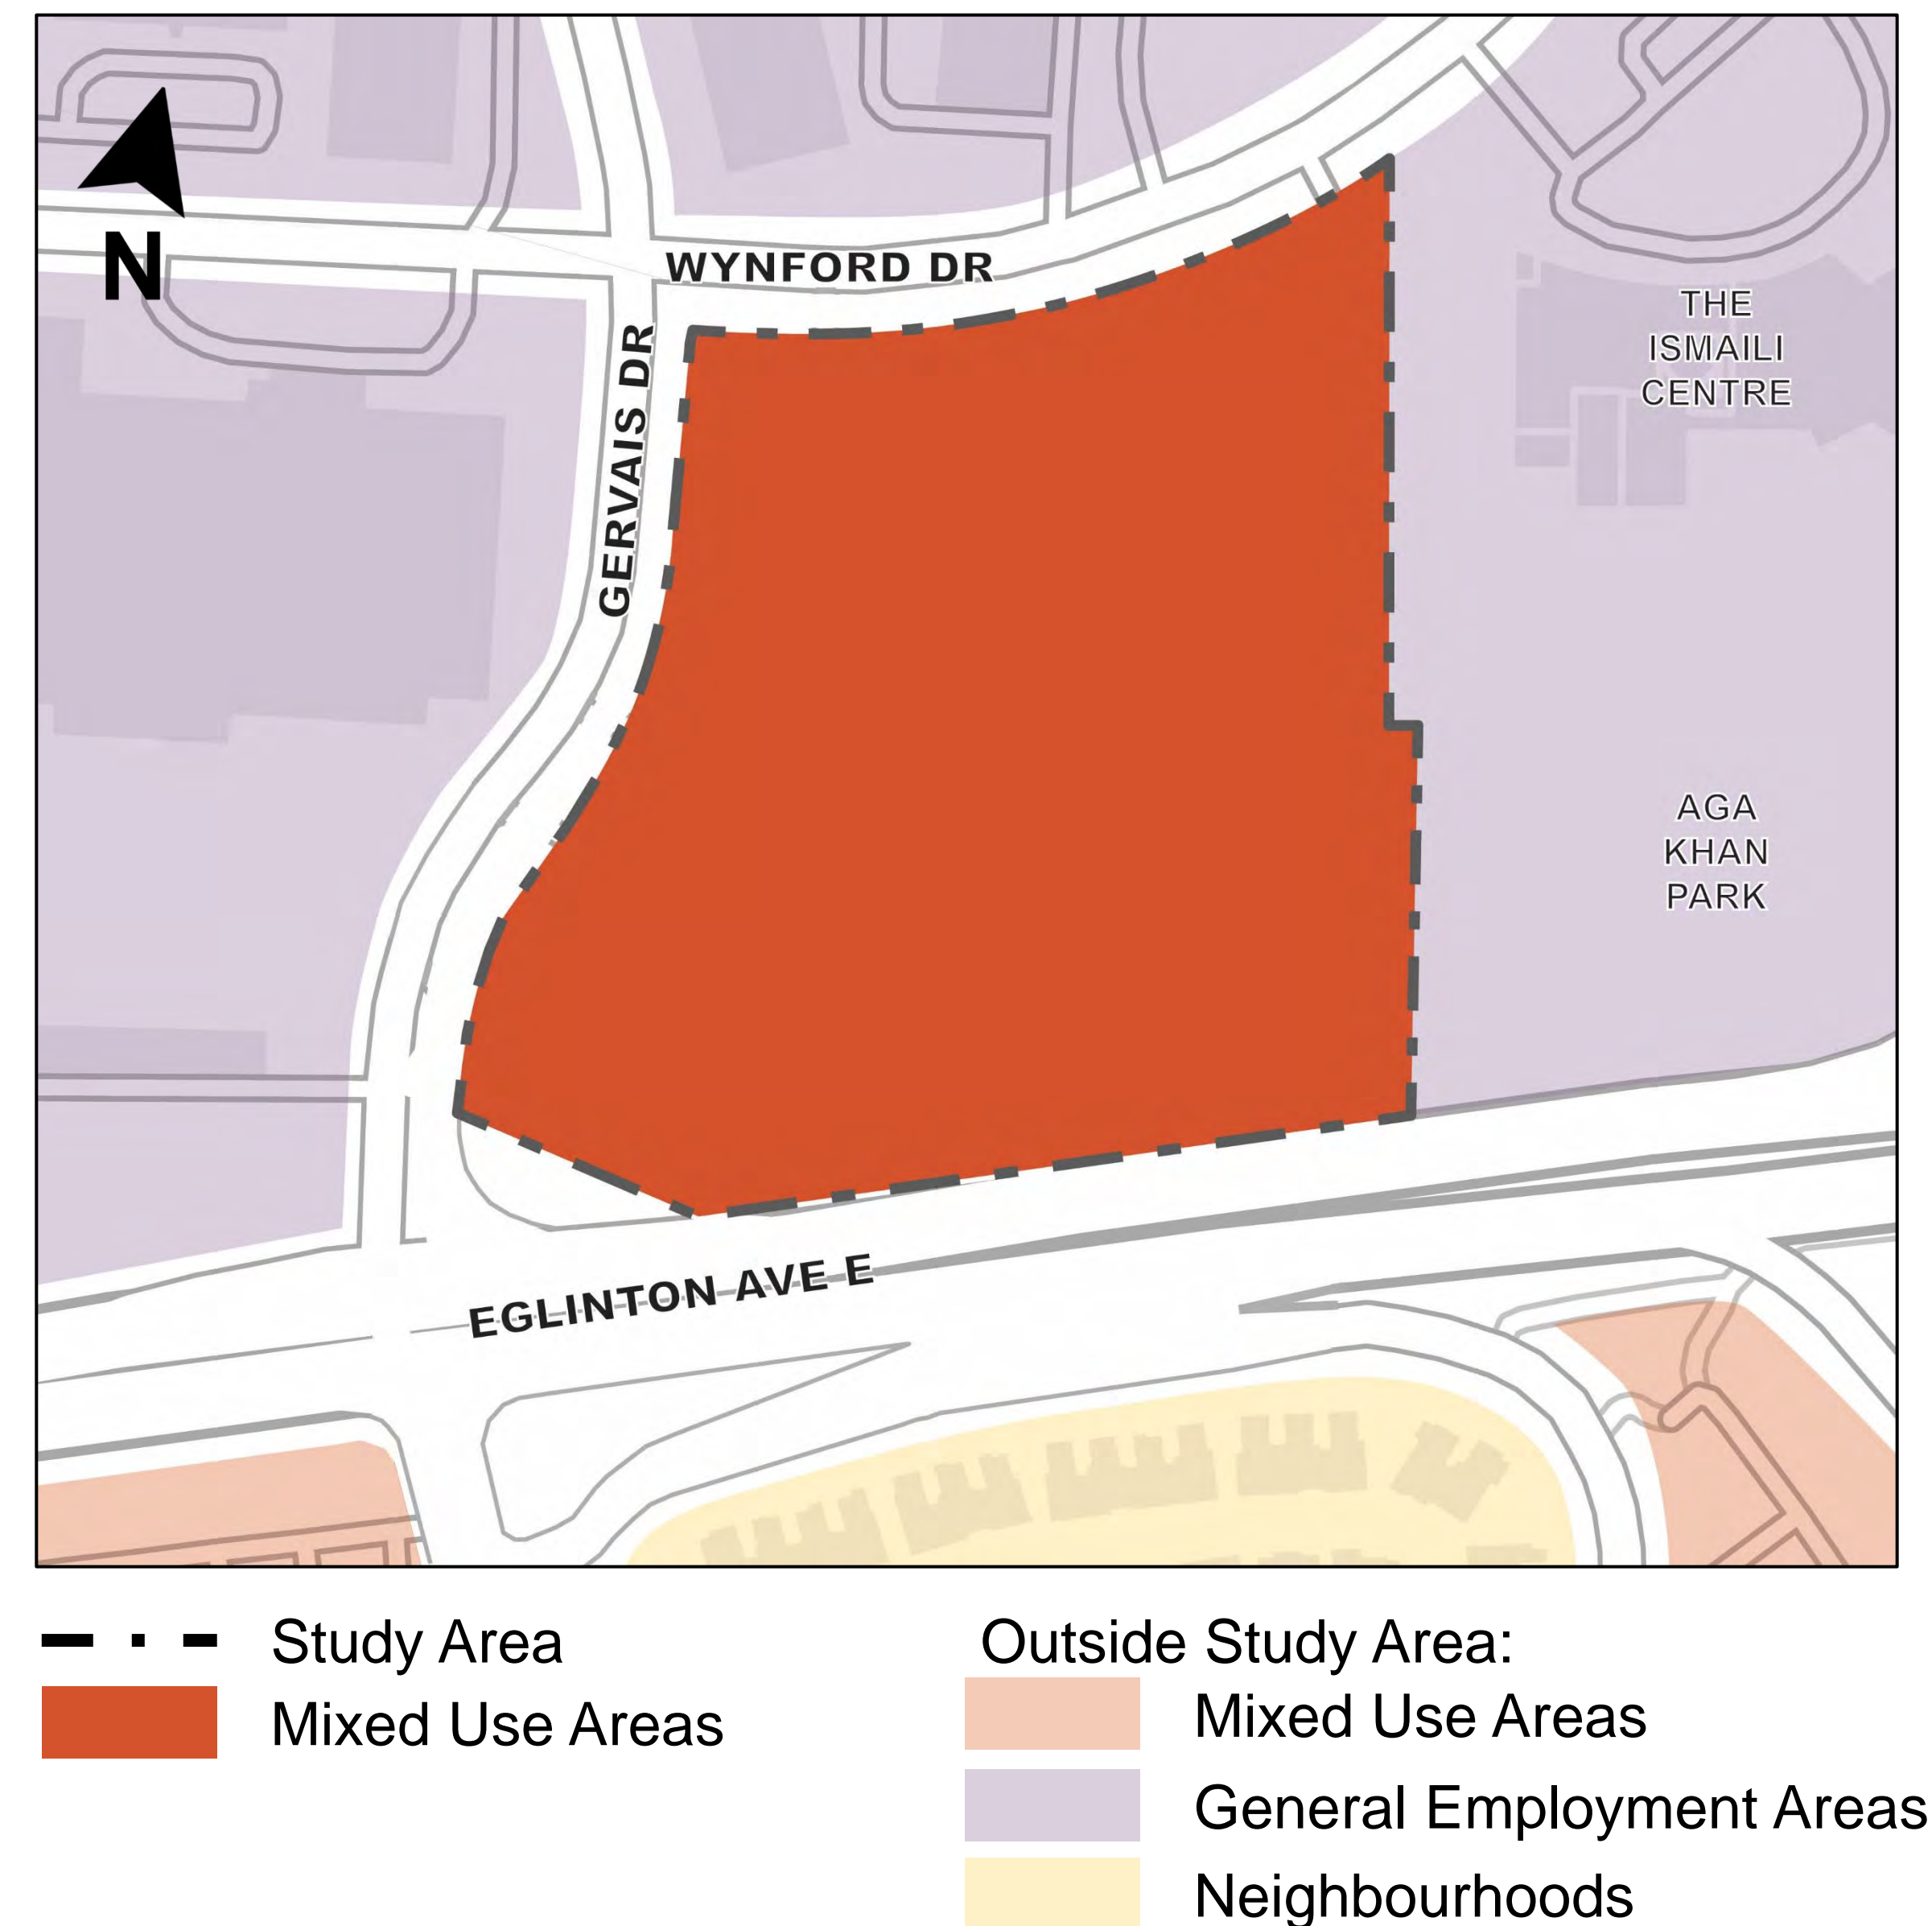 N
WYNFORD DR
GERVAIS DR
THE
ISMAILI
CENTRE
AGA
KHAN
PARK
EGLINTON AVE E
Study Area
Mixed Use Areas
Outside Study Area:
Mixed Use Areas
General Employment Areas
Neighbourhoods